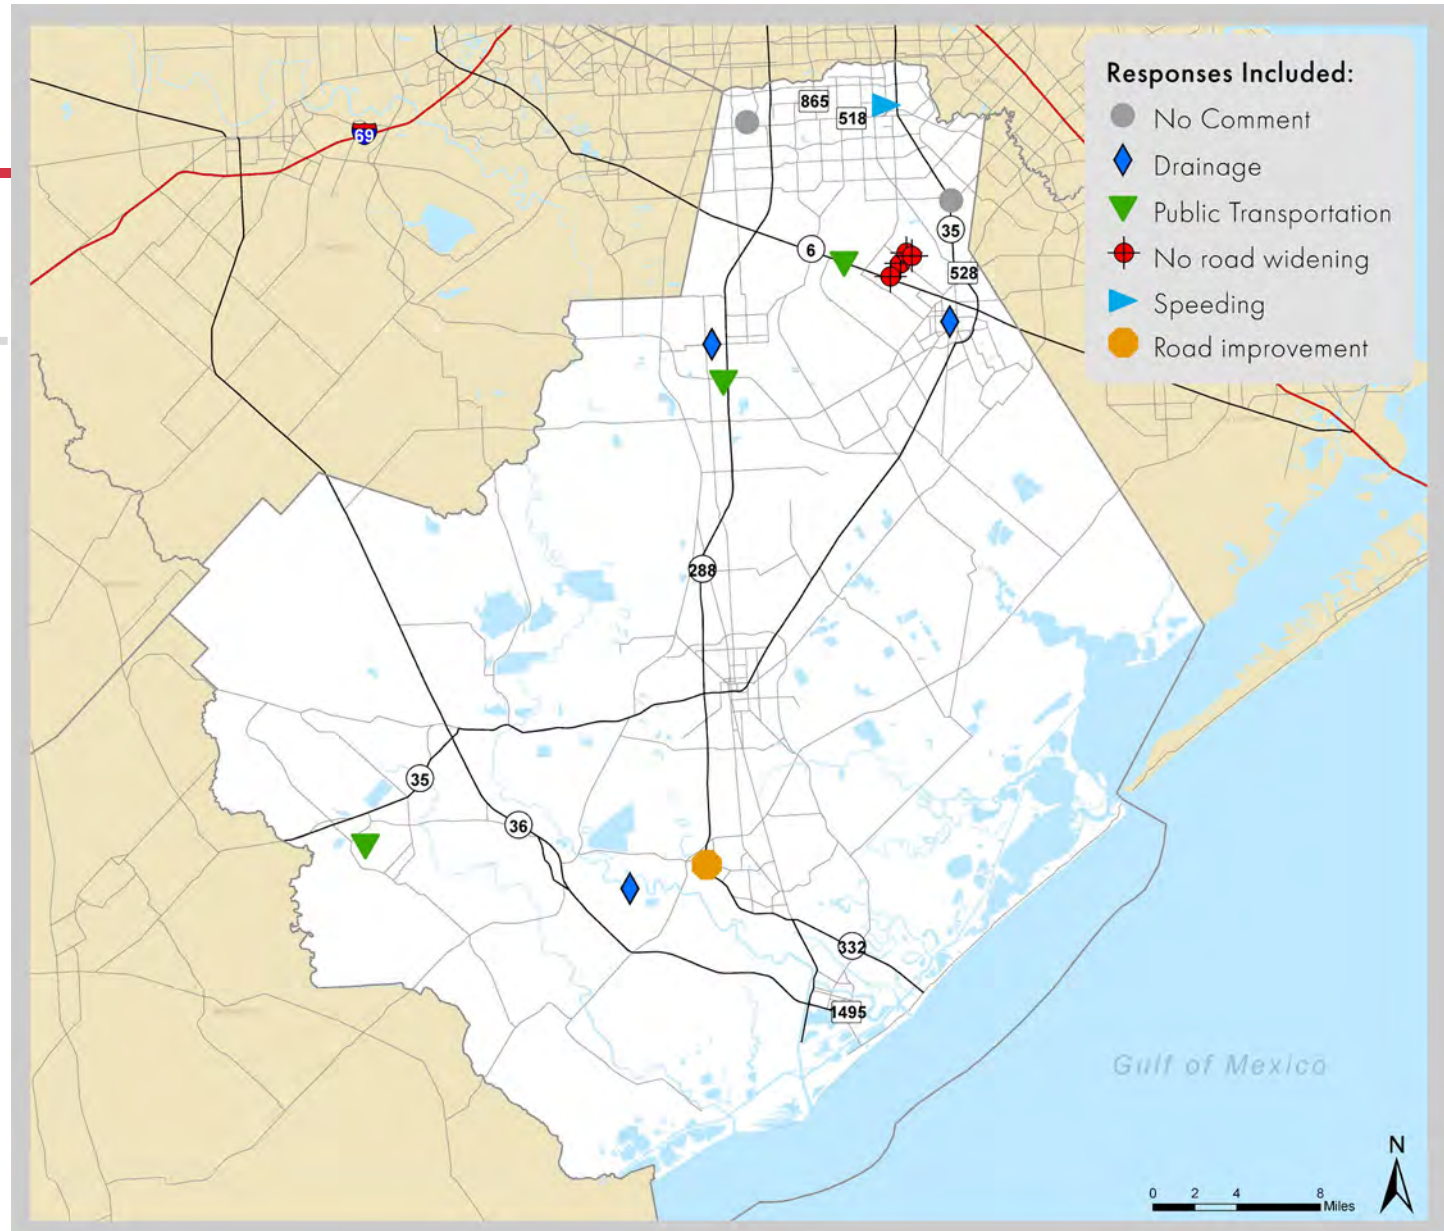 Responses Included:
No Comment
Drainage
Public Transportation
No road widening
Speeding
Road improvement
69
865
518
35
6
528
288
35
36
332
1495
Gulf of Mexico
N
0 2 4 8
Miles